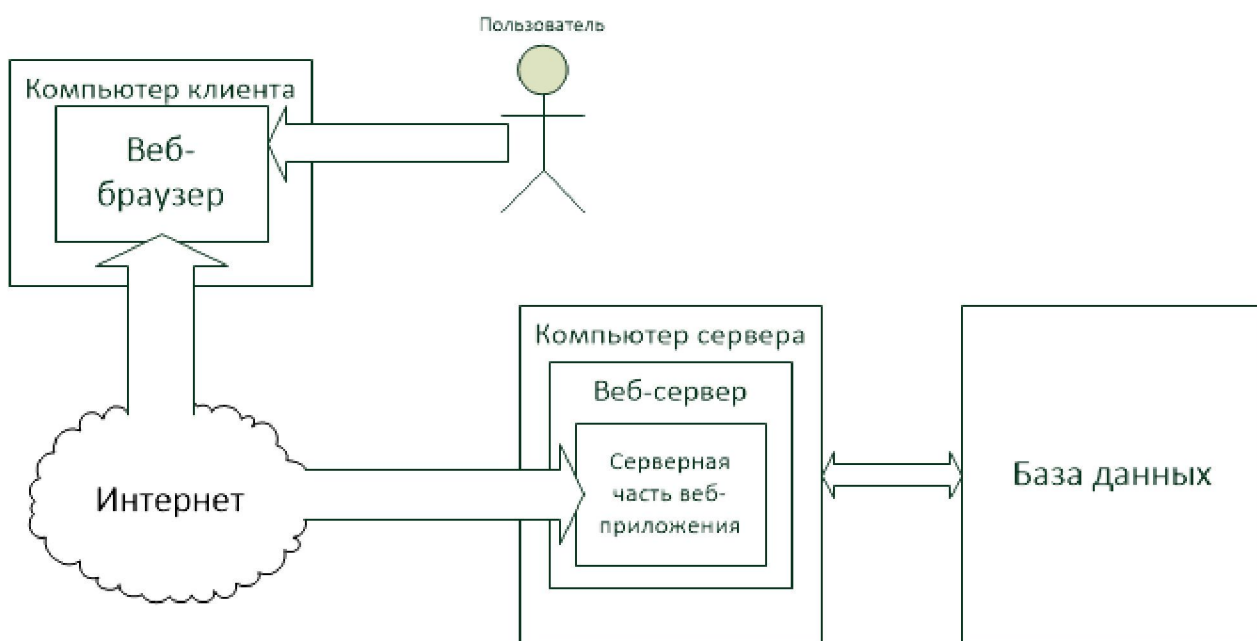 Пользователь
Компьютер клиента
Веб-
браузер
Компьютер сервера
Веб-сервер
Серверная
часть веб-
приложения
База данных
Интернет